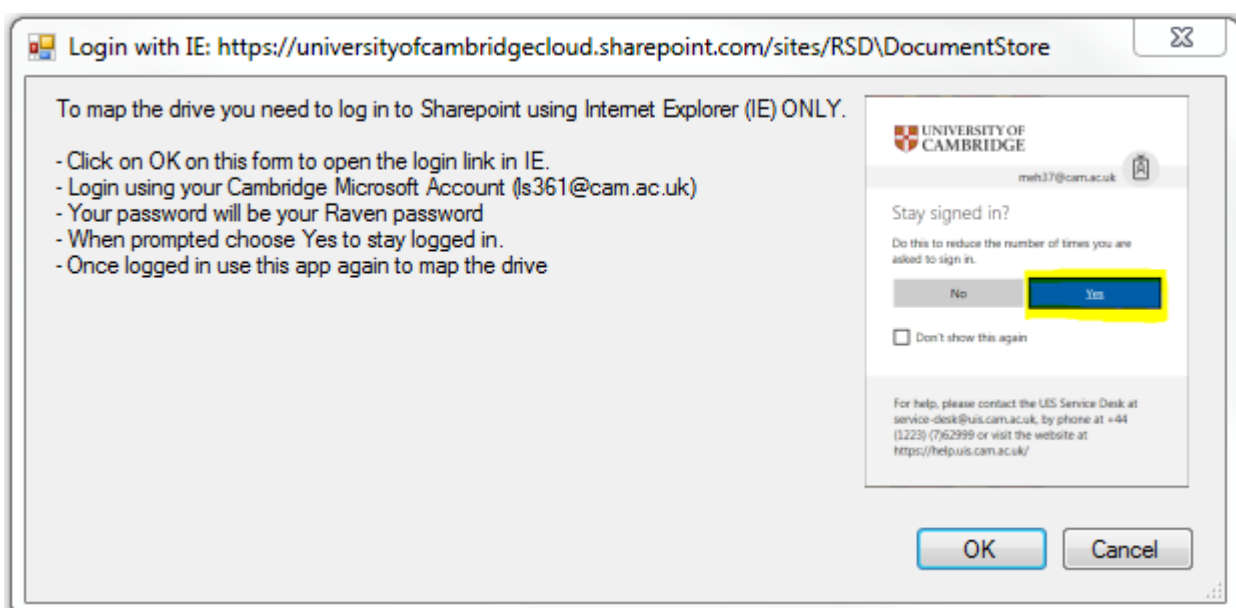 Login with IE: https://universityofcambridgecloud.sharepoint.com/sites/RSD\DocumentStore
To map the drive you need to log in to Sharepoint using Internet Explorer (IE) ONLY.
- Click on OK on this form to open the login link in IE.
- Login using your Cambridge Microsoft Account (ls361@cam.ac.uk)
- Your password will be your Raven password
- When prompted choose Yes to stay logged in.
- Once logged in use this app again to map the drive
UNIVERSITY OF
CAMBRIDGE
meh37@cam.ac.uk
Stay signed in?
Do this to reduce the number of times you are
asked to sign in.
No
Yes
Don't show this again
For help, please contact the UIS Service Desk at
service-desk@uis.cam.ac.uk, by phone at +44
(1223) (7)62999 or visit the website at
https://help.uis.cam.ac.uk/
OK
Cancel